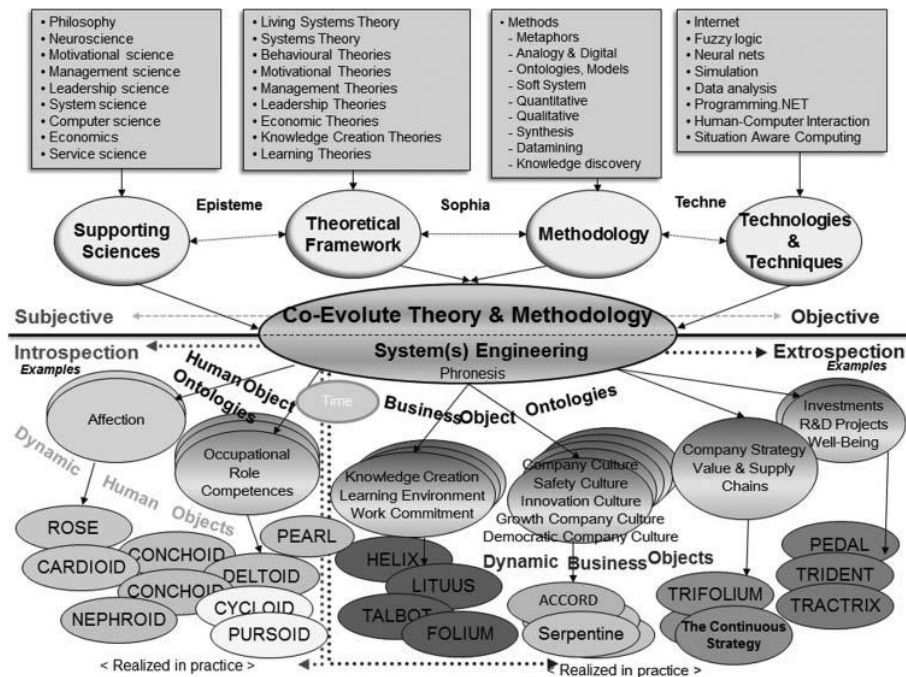 • Philosophy
• Neuroscience
• Motivational science
• Management science
• Leadership science
• System science
• Computer science
• Economics
• Service science
• Living Systems Theory
• Systems Theory
• Behavioural Theories
• Motivational Theories
• Management Theories
• Leadership Theories
• Economic Theories
• Knowledge Creation Theories
• Learning Theories
• Methods
- Metaphors
- Analogy & Digital
- Ontologies, Models
- Soft System
- Quantitative
- Qualitative
- Synthesis
- Datamining
- Knowledge discovery
• Internet
• Fuzzy logic
• Neural nets
• Simulation
• Data analysis
• Programming.NET
• Human-Computer Interaction
• Situation Aware Computing
Episteme
Sophia
Techne
Supporting
Sciences
Theoretical
Framework
Methodology
Technologies
&
Techniques
Subjective
Co-Evolute Theory & Methodology
Objective
Introspection
System(s) Engineering
Extrospection
Examples
Phronesis
Examples
Human Object
Ontologies
Time
Business Object Ontologies
Affection
Occupational
Role
Competences
Knowledge Creation
Learning Environment
Work Commitment
Company Culture
Safety Culture
Innovation Culture
Growth Company Culture
Democratic Company Culture
Company Strategy
Value & Supply
Chains
Investments
R&D Projects
Well-Being
Dynamic Human Objects
Dynamic Business Objects
ROSE
CARDIOID
CONCHOID
CONCHOID
NEPHROID
PEARL
DELTOID
CYCLOID
PURSOID
HELIX
LITUUS
TALBOT
FOLIUM
ACCORD
Serpentine
TRIFOLIUM
The Continuous
Strategy
PEDAL
TRIDENT
TRACTRIX
< Realized in practice >
< Realized in practice >